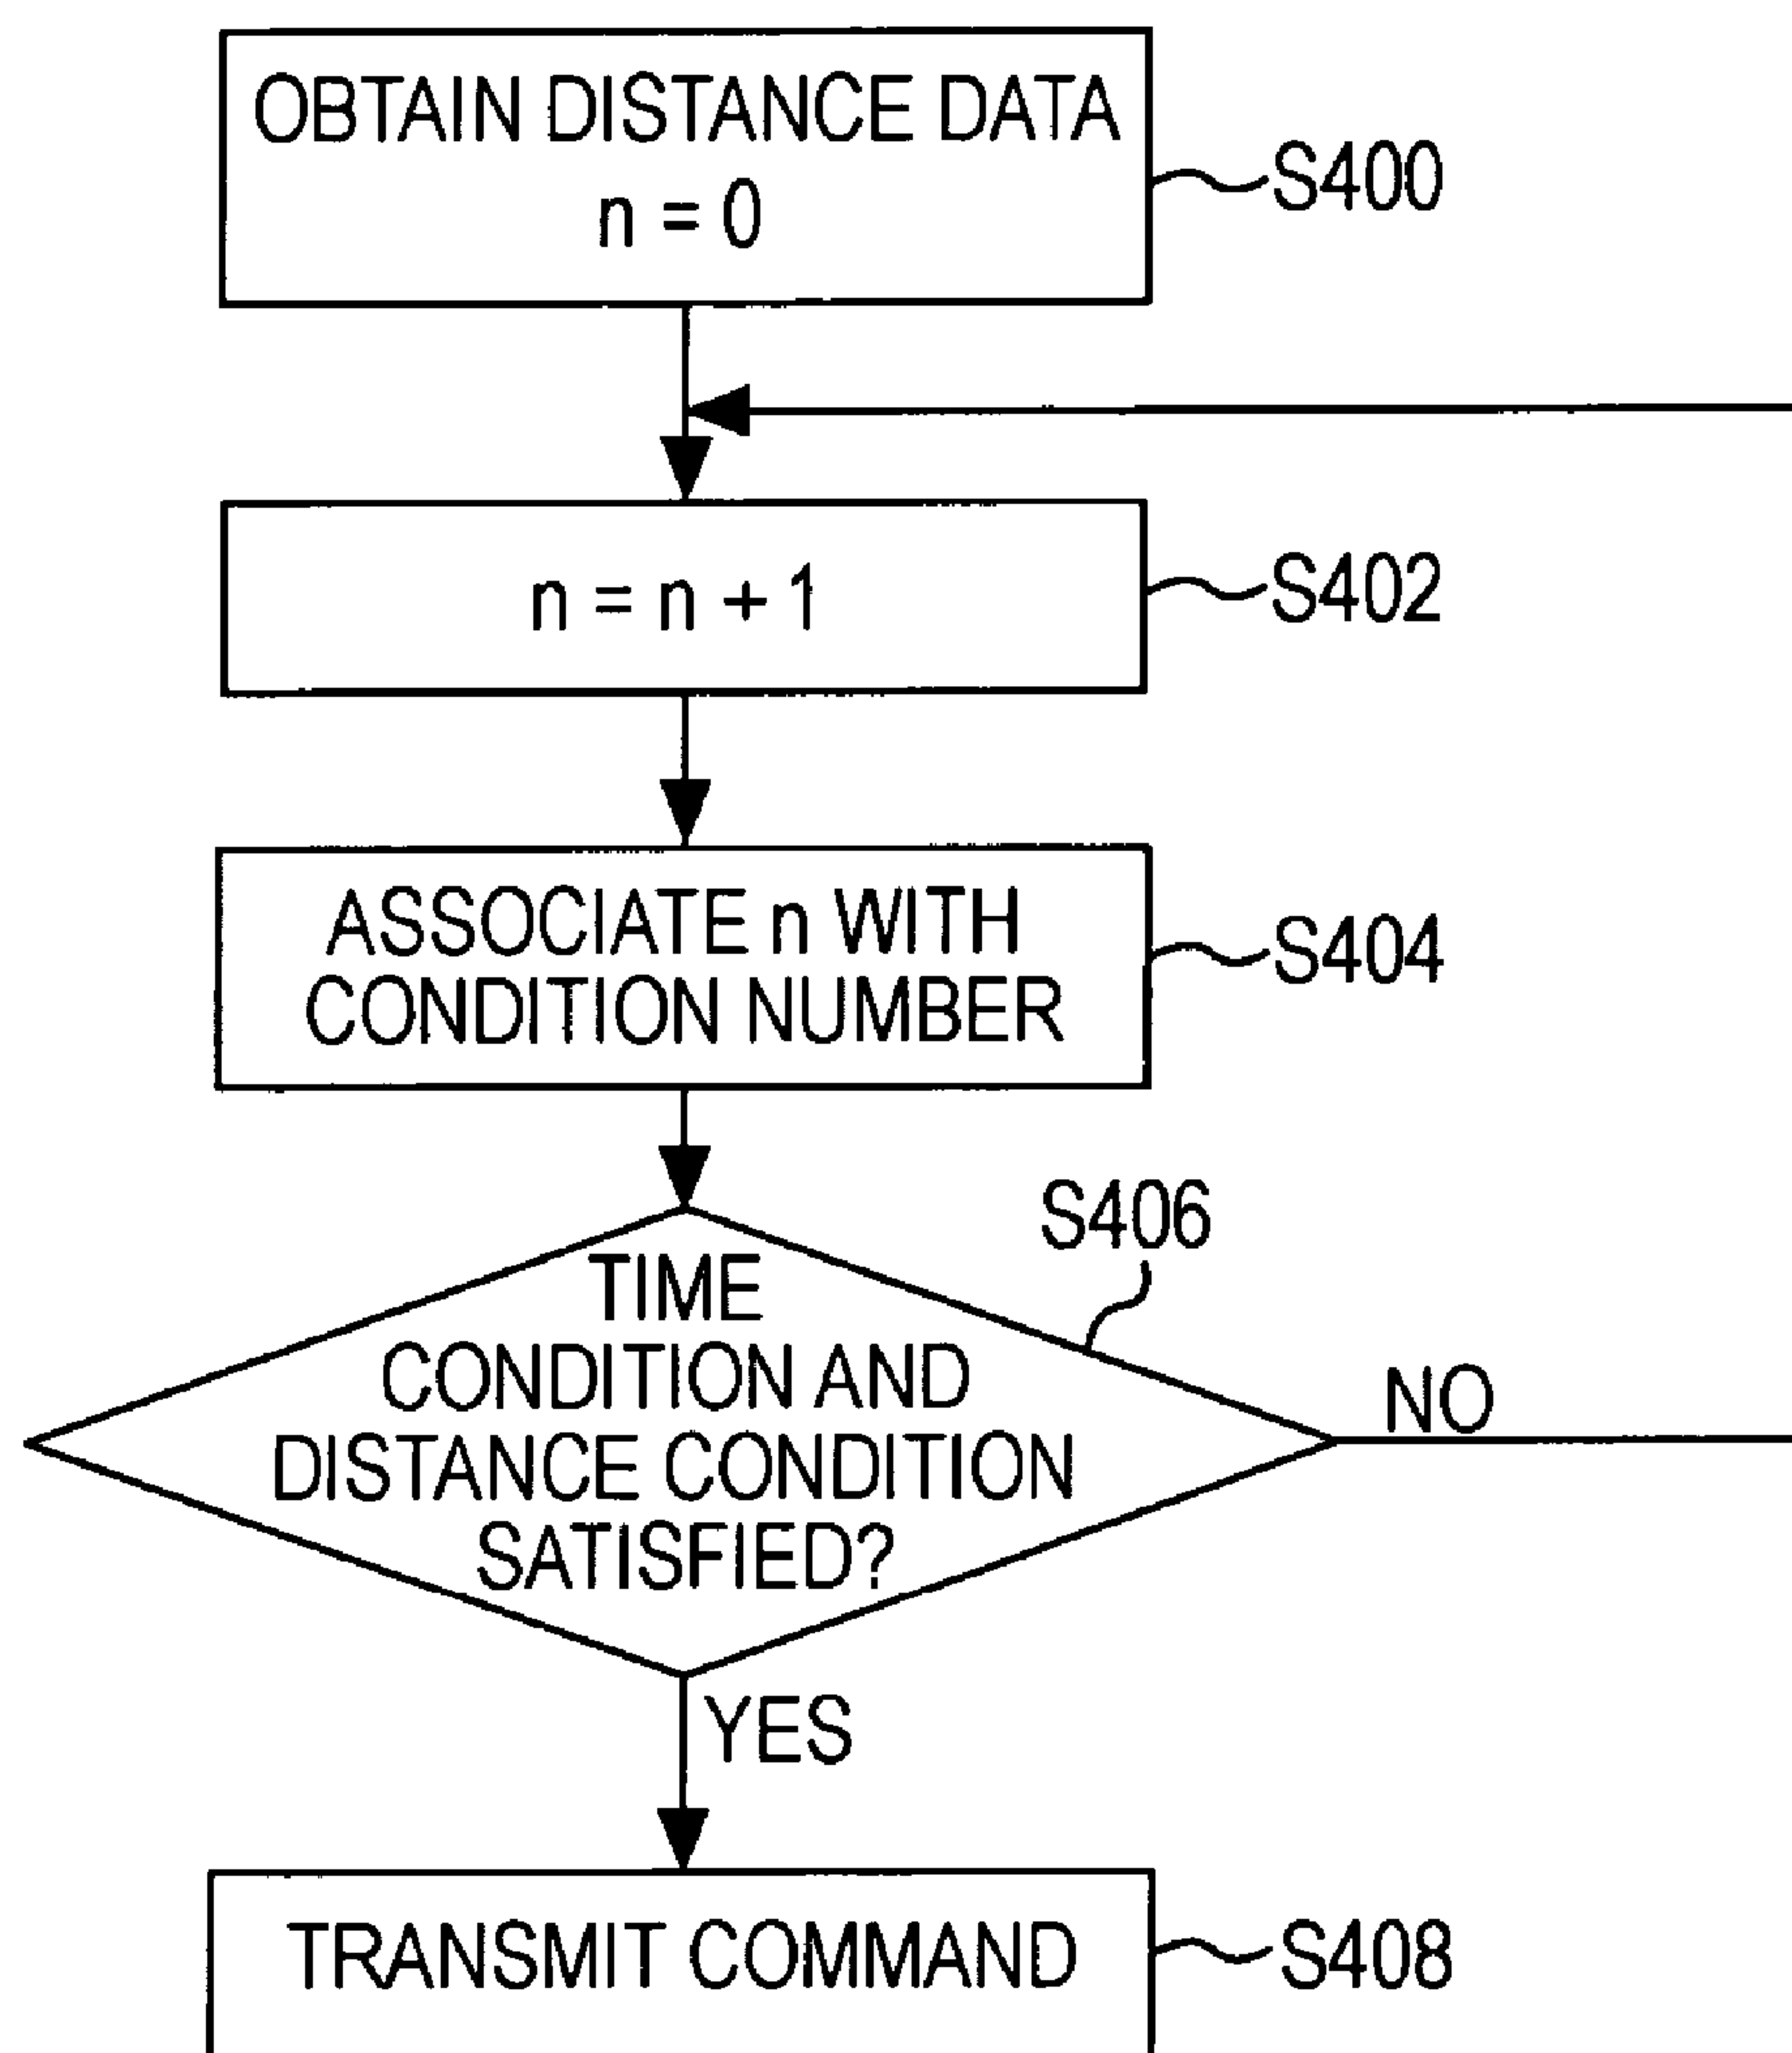 OBTAIN DISTANCE DATA
n = 0
S400
n = n + 1
S402
ASSOCIATE n WITH
CONDITION NUMBER
S404
S406
TIME
CONDITION AND
DISTANCE CONDITION
SATISFIED?
NO
YES
TRANSMIT COMMAND
S408